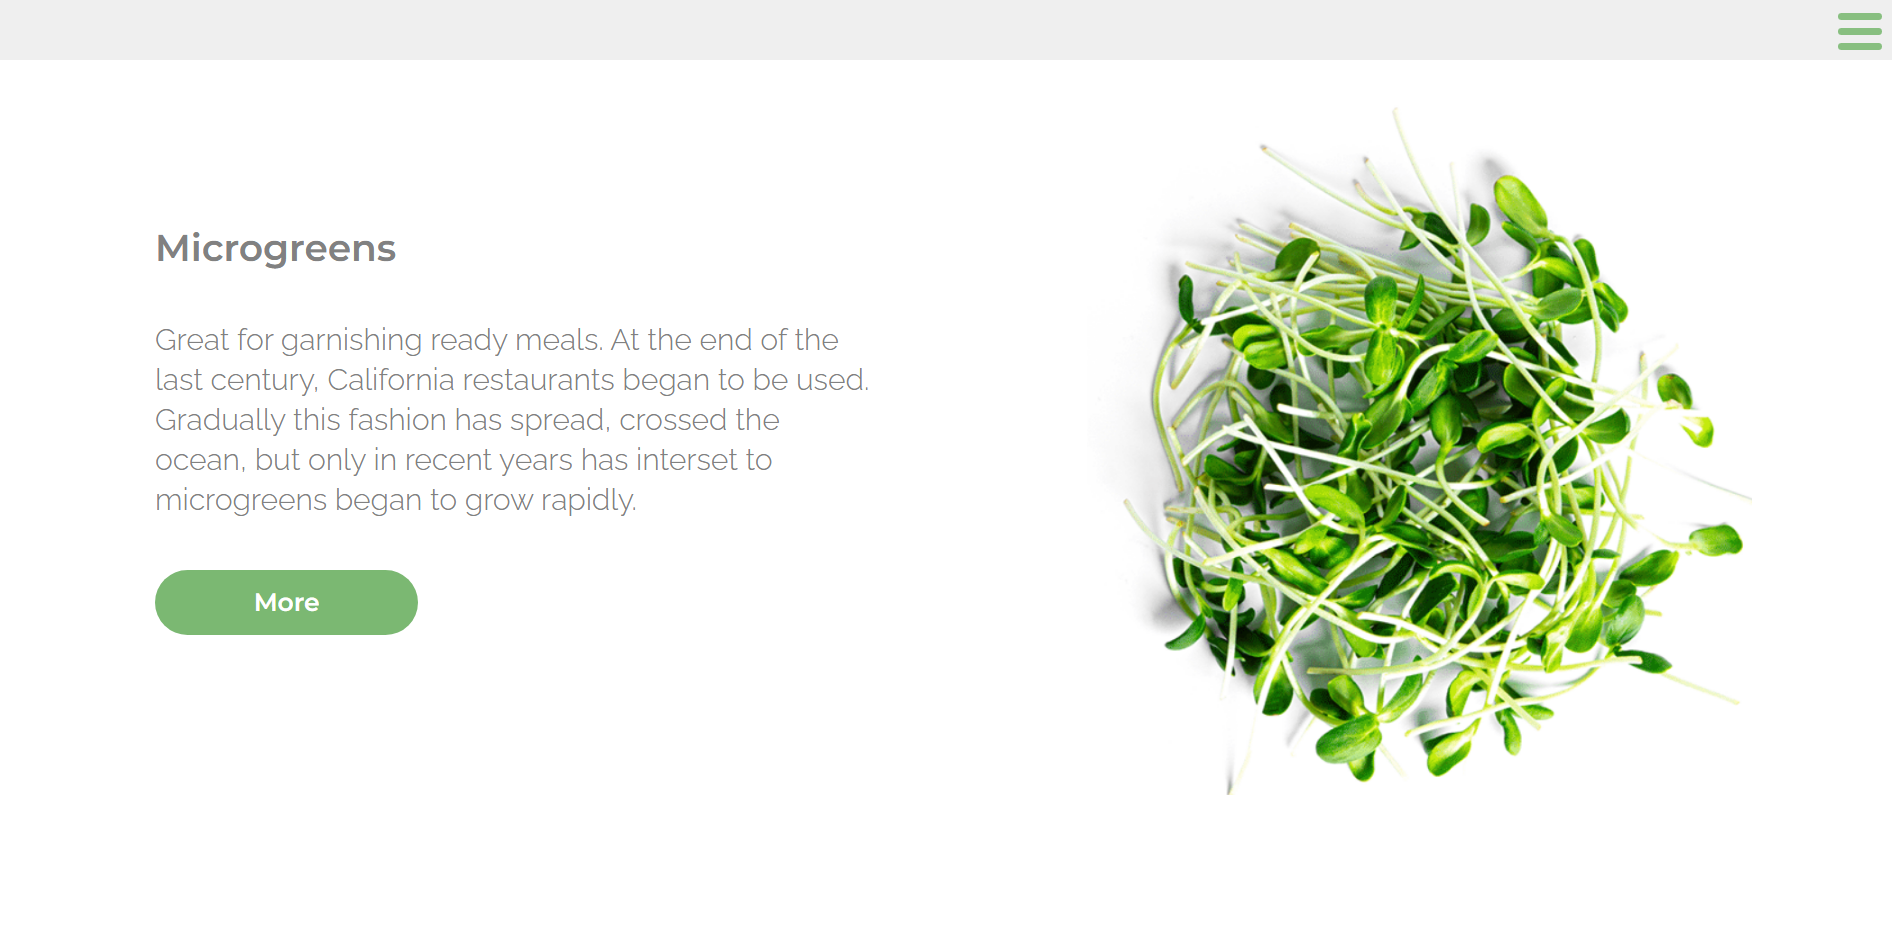 Microgreens
Great for garnishing ready meals. At the end of the
last century, California restaurants began to be used.
Gradually this fashion has spread, crossed the
ocean, but only in recent years has interset to
microgreens began to grow rapidly.
More